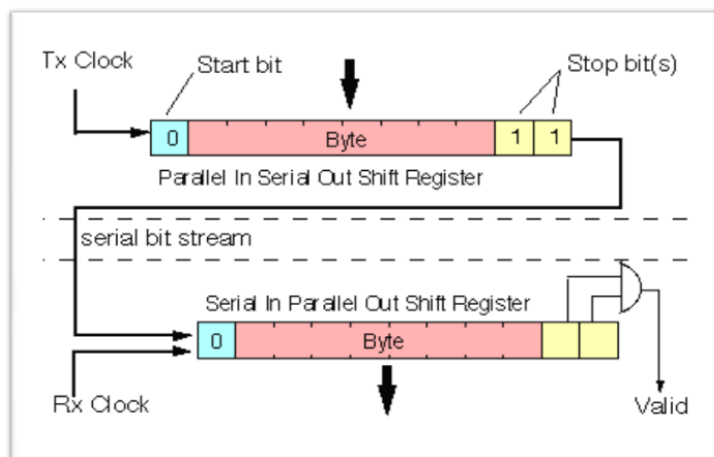 Tx Clock
Start bit
Stop bit(s)
0 Byte 1 1
Parallel In Serial Out Shift Register
serial bit stream
Serial In Parallel Out Shift Register
0 Byte
Rx Clock
Valid